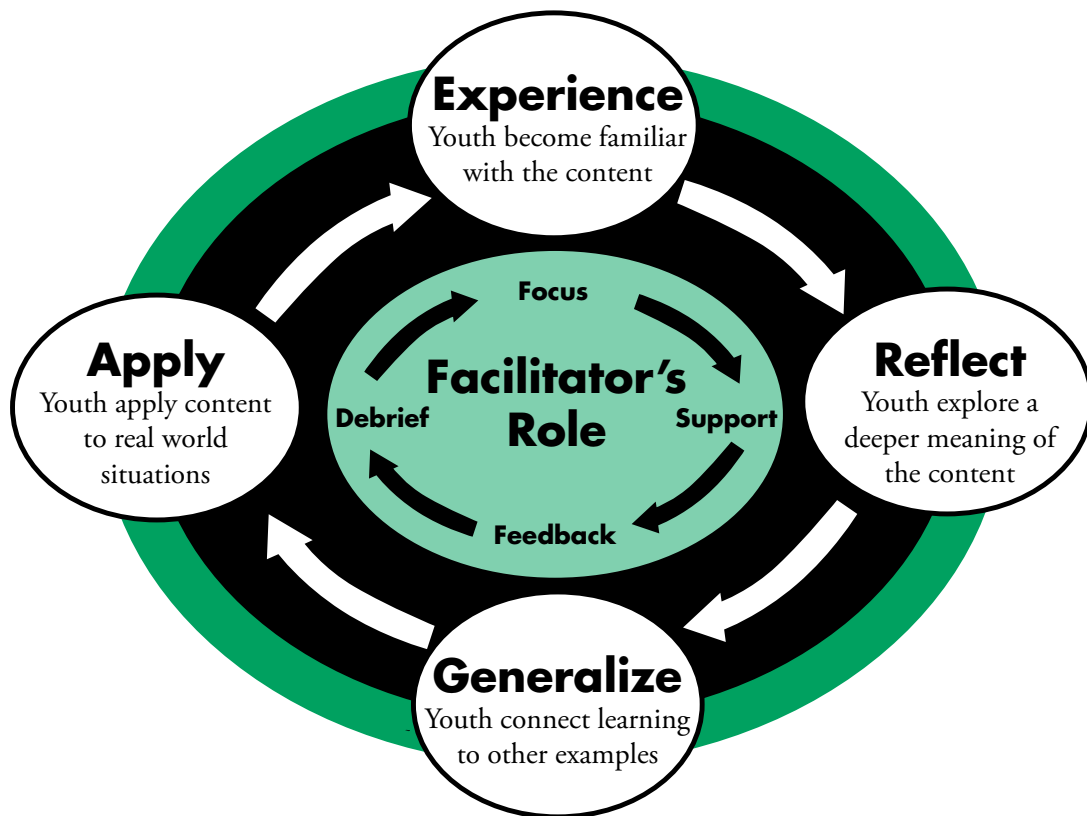 Experience
Youth become familiar
with the content
Focus
Apply
Youth apply content
to real world
situations
Facilitator’s
Role
Debrief
Support
Reflect
Youth explore a
deeper meaning of
the content
Feedback
Generalize
Youth connect learning
to other examples